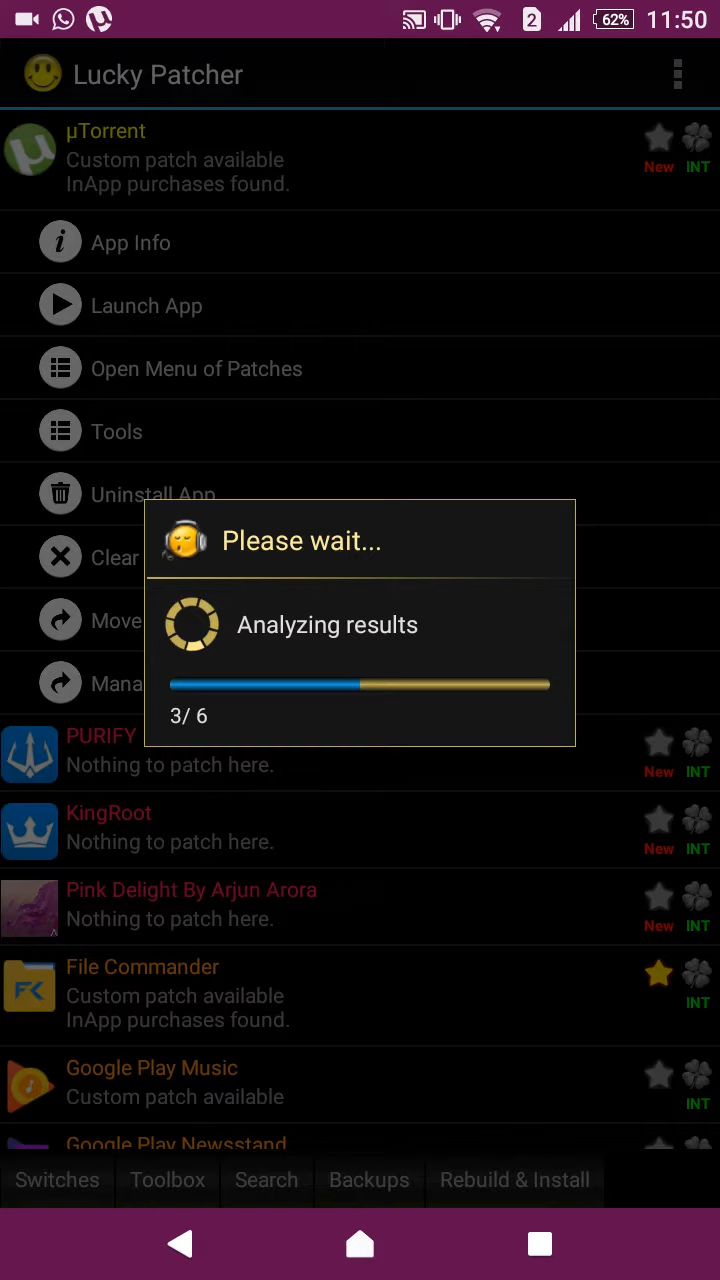 2 62% 11:50
Lucky Patcher
µTorrent
Custom patch available
InApp purchases found.
New INT
App Info
Launch App
Open Menu of Patches
Tools
Uninstall App
Clear
Move
Mana
Please wait...
Analyzing results
3/ 6
PURIFY
Nothing to patch here.
New INT
KingRoot
Nothing to patch here.
New INT
Pink Delight By Arjun Arora
Nothing to patch here.
New INT
File Commander
Custom patch available
InApp purchases found.
INT
Google Play Music
Custom patch available
INT
Google Play Newsstand
Switches Toolbox Search Backups Rebuild & Install